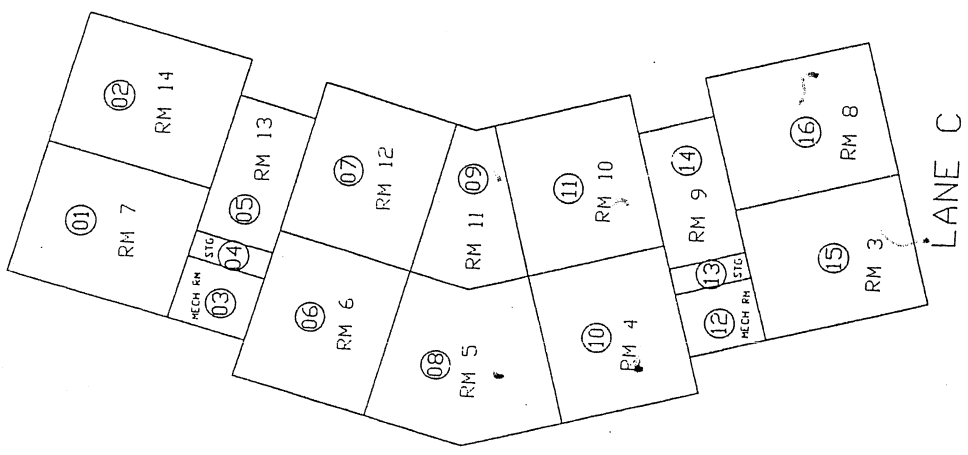 02
RM 14
01
RM 7
RM 13
05
STG
04
MECH RM
03
07
RM 12
06
RM 6
09
RM 11
08
RM 5
11
RM 10
10
RM 4
14
RM 9
13
STG
12
MECH RM
16
RM 8
15
RM 3
LANE C